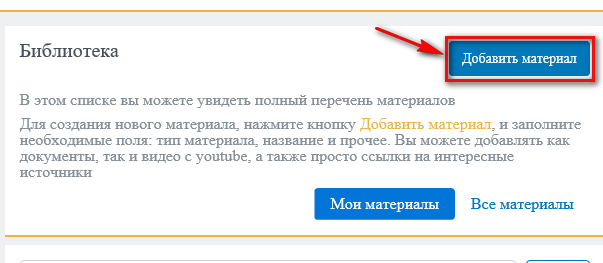 Библиотека
Добавить материал
В этом списке вы можете увидеть полный перечень материалов
Для создания нового материала, нажмите кнопку Добавить материал, и заполните
необходимые поля: тип материала, название и прочее. Вы можете добавлять как
документы, так и видео с youtube, а также просто ссылки на интересные
источники
Мои материалы
Все материалы